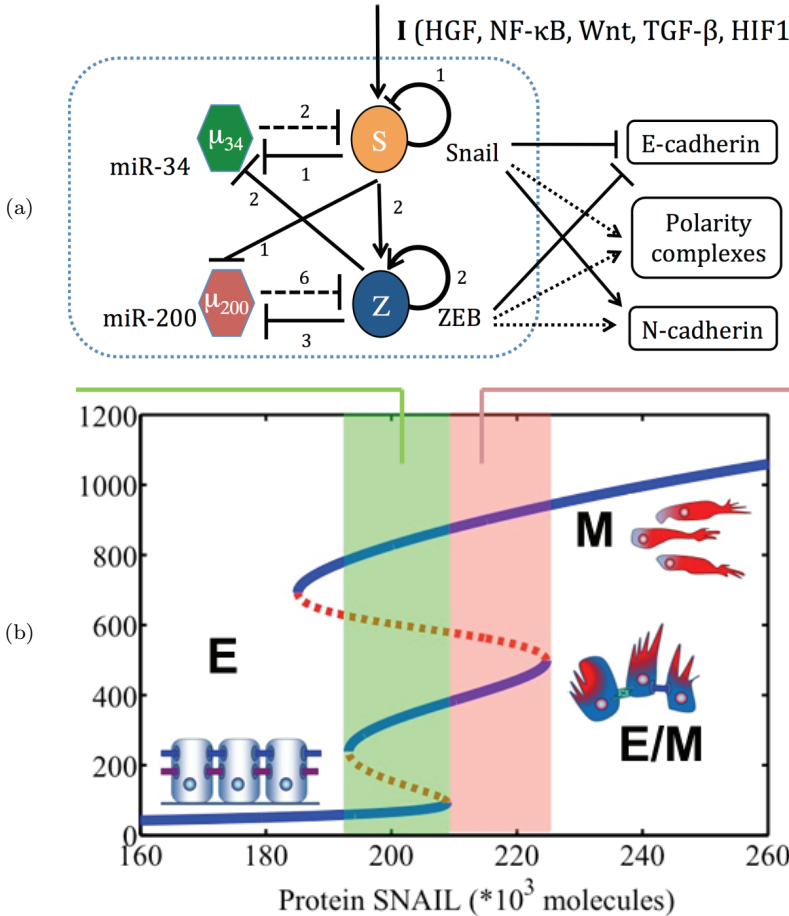 (a)
I (HGF, NF-κB, Wnt, TGF-β, HIF1
μ34
miR-34
2
1
S
1
Snail
2
1
2
μ200
miR-200
6
3
Z
2
ZEB
E-cadherin
Polarity
complexes
N-cadherin
(b)
1200
1000
800
600
400
200
0
E
M
E/M
160
180
200
220
240
260
Protein SNAIL (*10³ molecules)